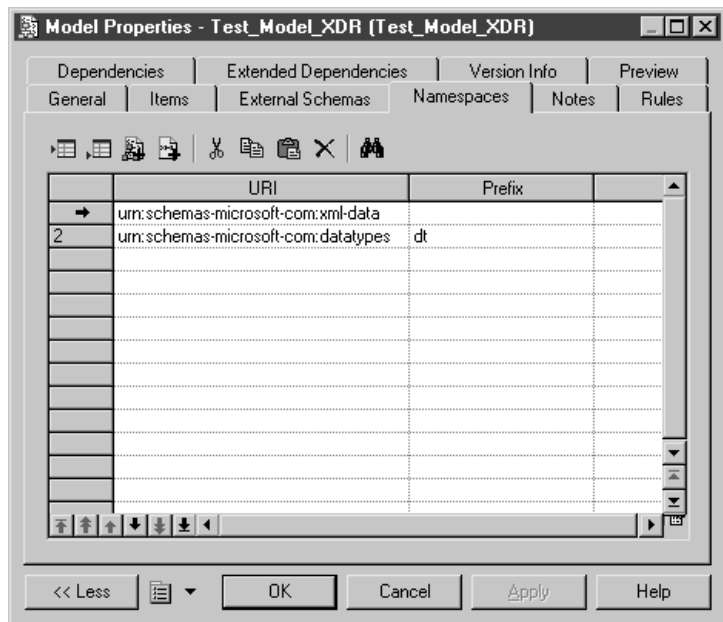 Model Properties - Test_Model_XDR (Test_Model_XDR)
Dependencies Extended Dependencies Version Info Preview
General Items External Schemas Namespaces Notes Rules
URI Prefix
urn:schemas-microsoft-com:xml-data
2 urn:schemas-microsoft-com:datatypes dt
<< Less OK Cancel Apply Help